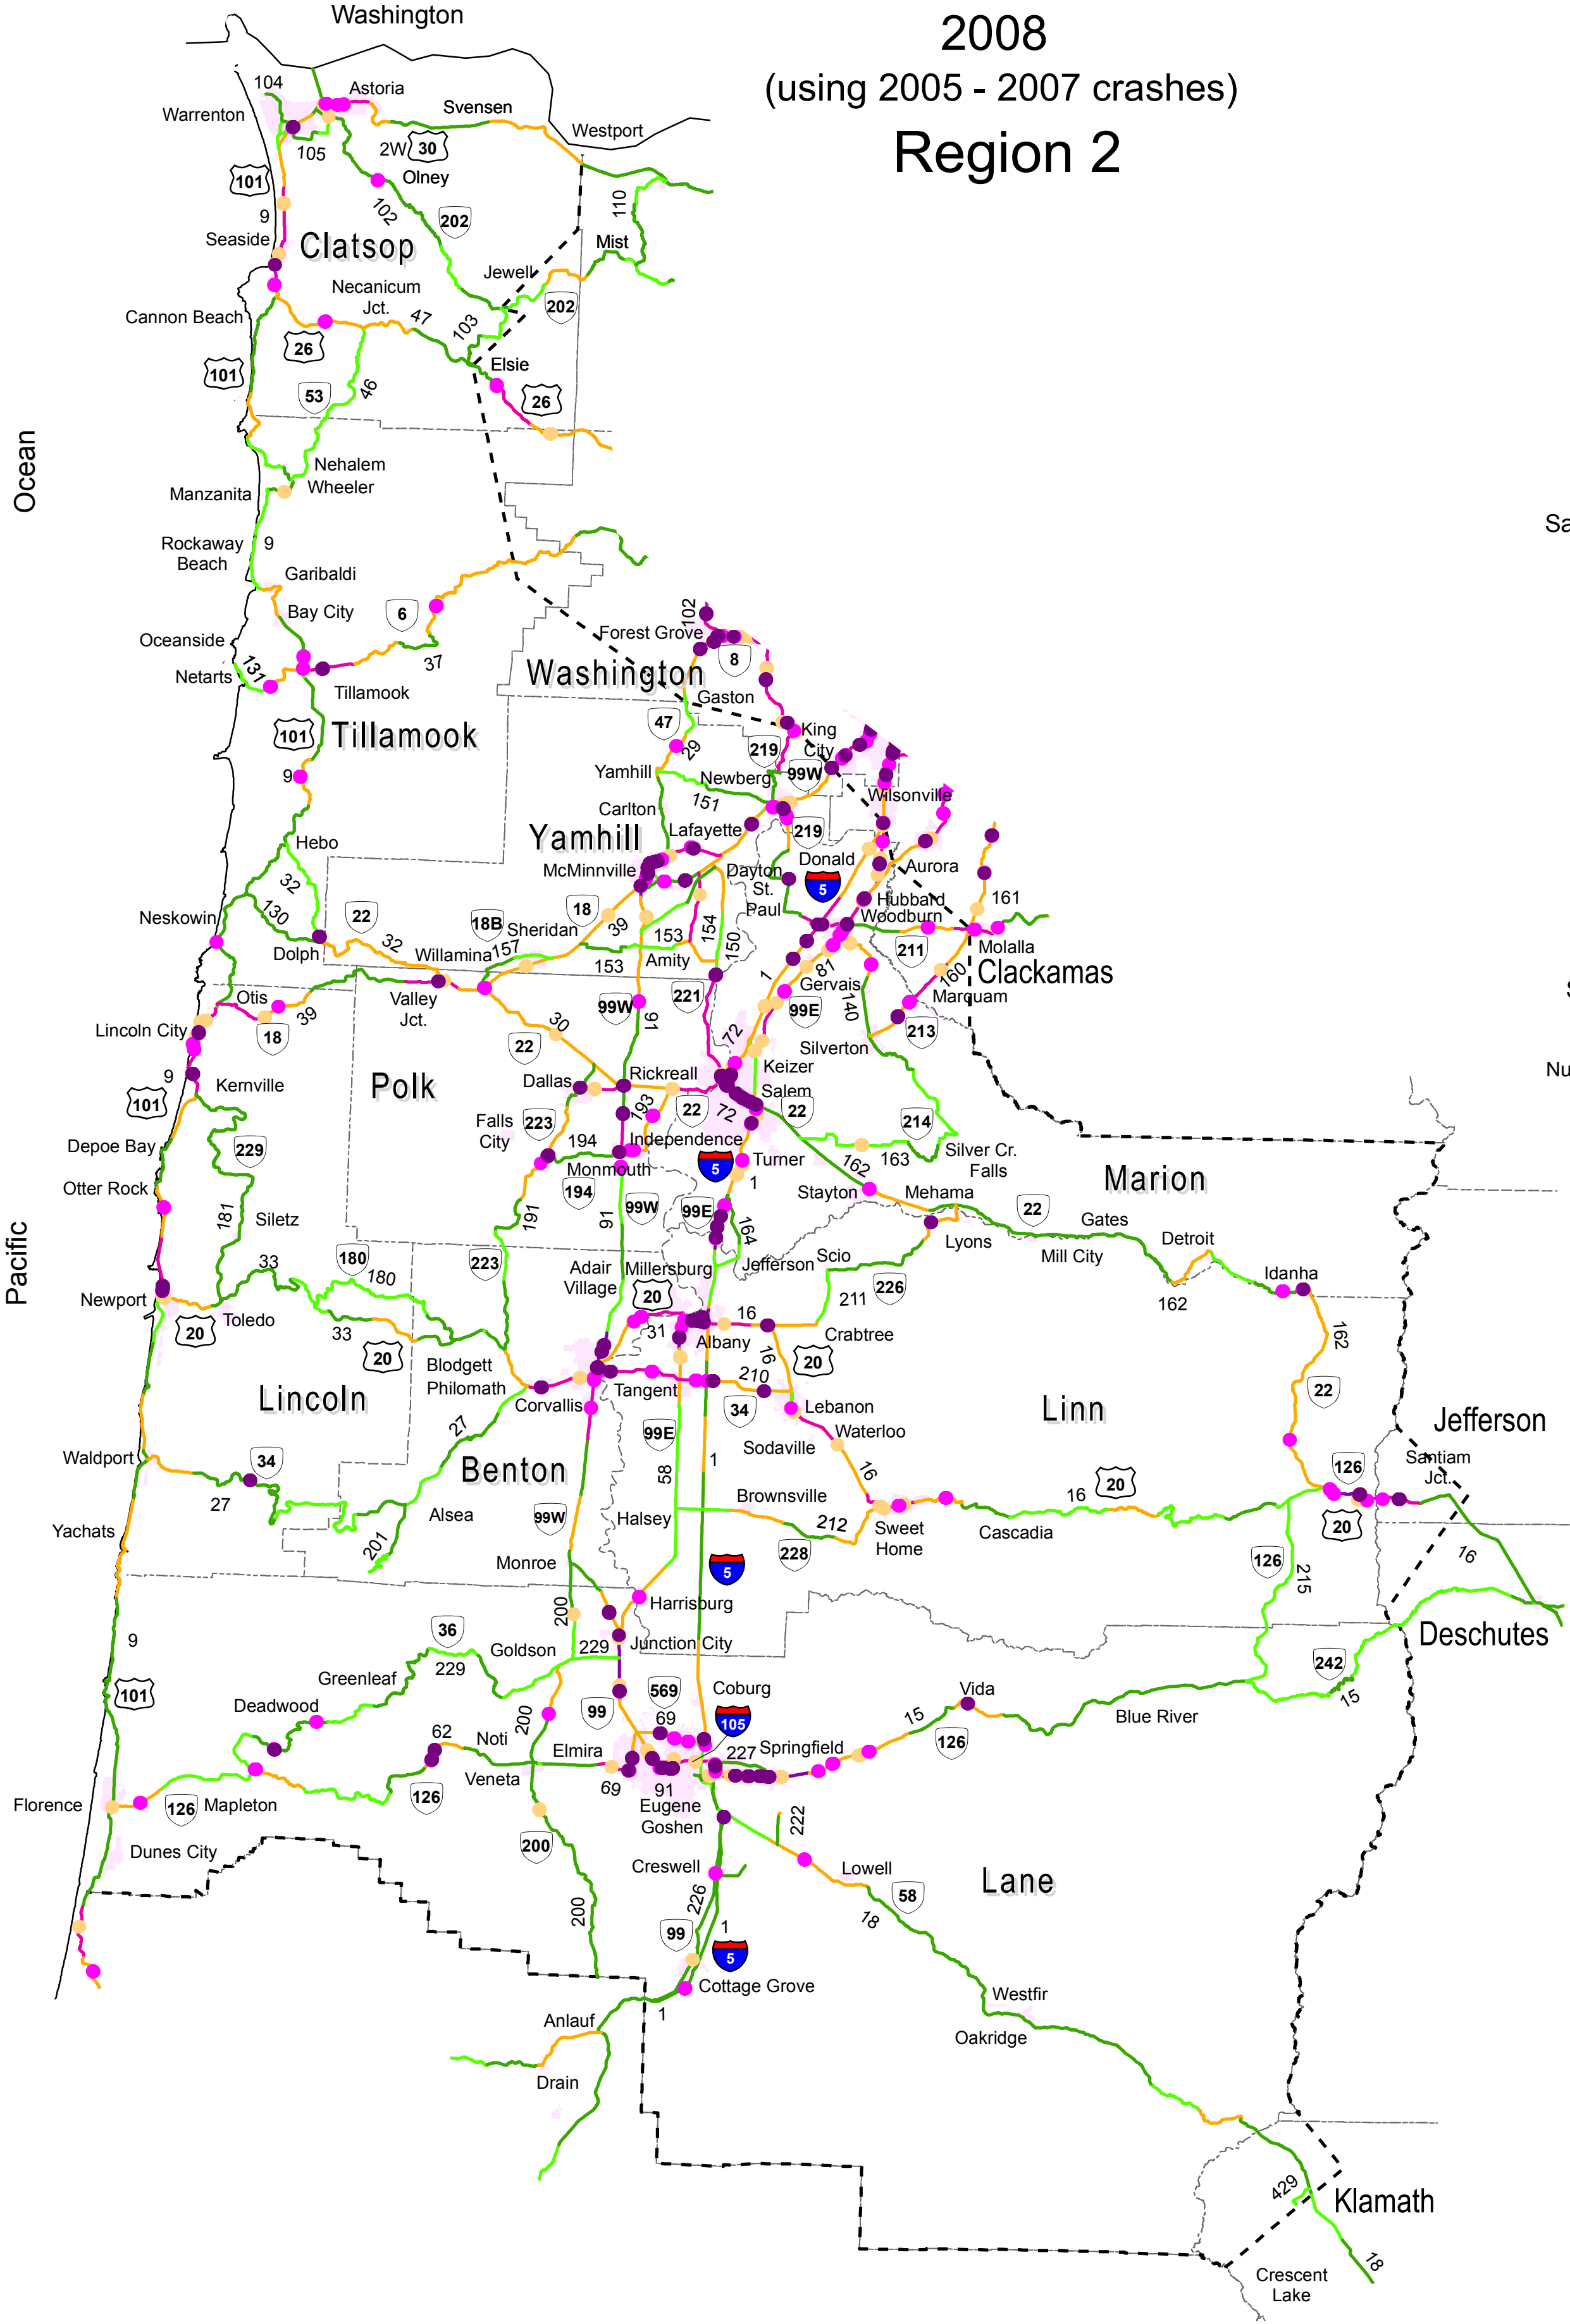 Washington
2008
(using 2005 - 2007 crashes)
Region 2
104
Astoria
Warrenton
Svensen
Westport
105
2W
30
Olney
101
102
202
110
9
Seaside
Clatsop
Mist
Jewell
Necanicum
Jct.
202
Cannon Beach
47
103
26
Elsie
101
53
46
26
Ocean
Nehalem
Manzanita
Wheeler
Sa
Rockaway
Beach
9
Garibaldi
Bay City
6
102
Oceanside
Forest Grove
8
Netarts
131
37
Washington
Tillamook
Gaston
101
Tillamook
47
29
219
King
City
9
Yamhill
Newberg
99W
151
Wilsonville
Carlton
Yamhill
Lafayette
219
Hebo
McMinnville
Dayton
Donald
Aurora
32
St.
Paul
5
161
Hubbard
Neskowin
130
22
18B
18
Woodburn
Sheridan
39
32
153
154
150
211
Molalla
Dolph
Willamina
157
153
Amity
1
81
160
Clackamas
Gervais
Otis
39
Valley
Jct.
99W
221
99E
140
Marquam
Lincoln City
18
30
91
72
213
22
Silverton
S
9
Kernville
Polk
Dallas
Rickreall
Keizer
Nu
101
Salem
193
22
72
22
Falls
City
223
214
Depoe Bay
229
194
Independence
163
Silver Cr.
Falls
Monmouth
5
Turner
162
Otter Rock
194
99W
1
Stayton
Mehama
Marion
181
Siletz
191
91
99E
164
22
Gates
Lyons
Mill City
Detroit
33
180
180
223
Adair
Village
Millersburg
Jefferson
Scio
Idanha
Newport
20
226
162
Toledo
211
20
33
31
16
Albany
Crabtree
162
20
Blodgett
16
20
Philomath
Tangent
210
22
Lincoln
Corvallis
34
Lebanon
Linn
Jefferson
27
99E
Waterloo
Waldport
34
Sodaville
1
Santiam
Jct.
Benton
58
16
126
27
Brownsville
16
20
Yachats
99W
Alsea
Halsey
212
Sweet
Home
Cascadia
20
201
228
16
Monroe
5
126
215
Harrisburg
200
9
36
Goldson
229
Junction City
Deschutes
229
Greenleaf
242
101
569
Coburg
Vida
Deadwood
99
69
105
15
15
Blue River
62
Noti
200
Elmira
227
Springfield
126
Veneta
69
91
Florence
126
Mapleton
126
Eugene
Goshen
222
Dunes City
200
Creswell
Lowell
Lane
226
58
200
99
1
18
5
Cottage Grove
Westfir
1
Anlauf
Oakridge
Drain
429
Klamath
18
Crescent
Lake
Pacific